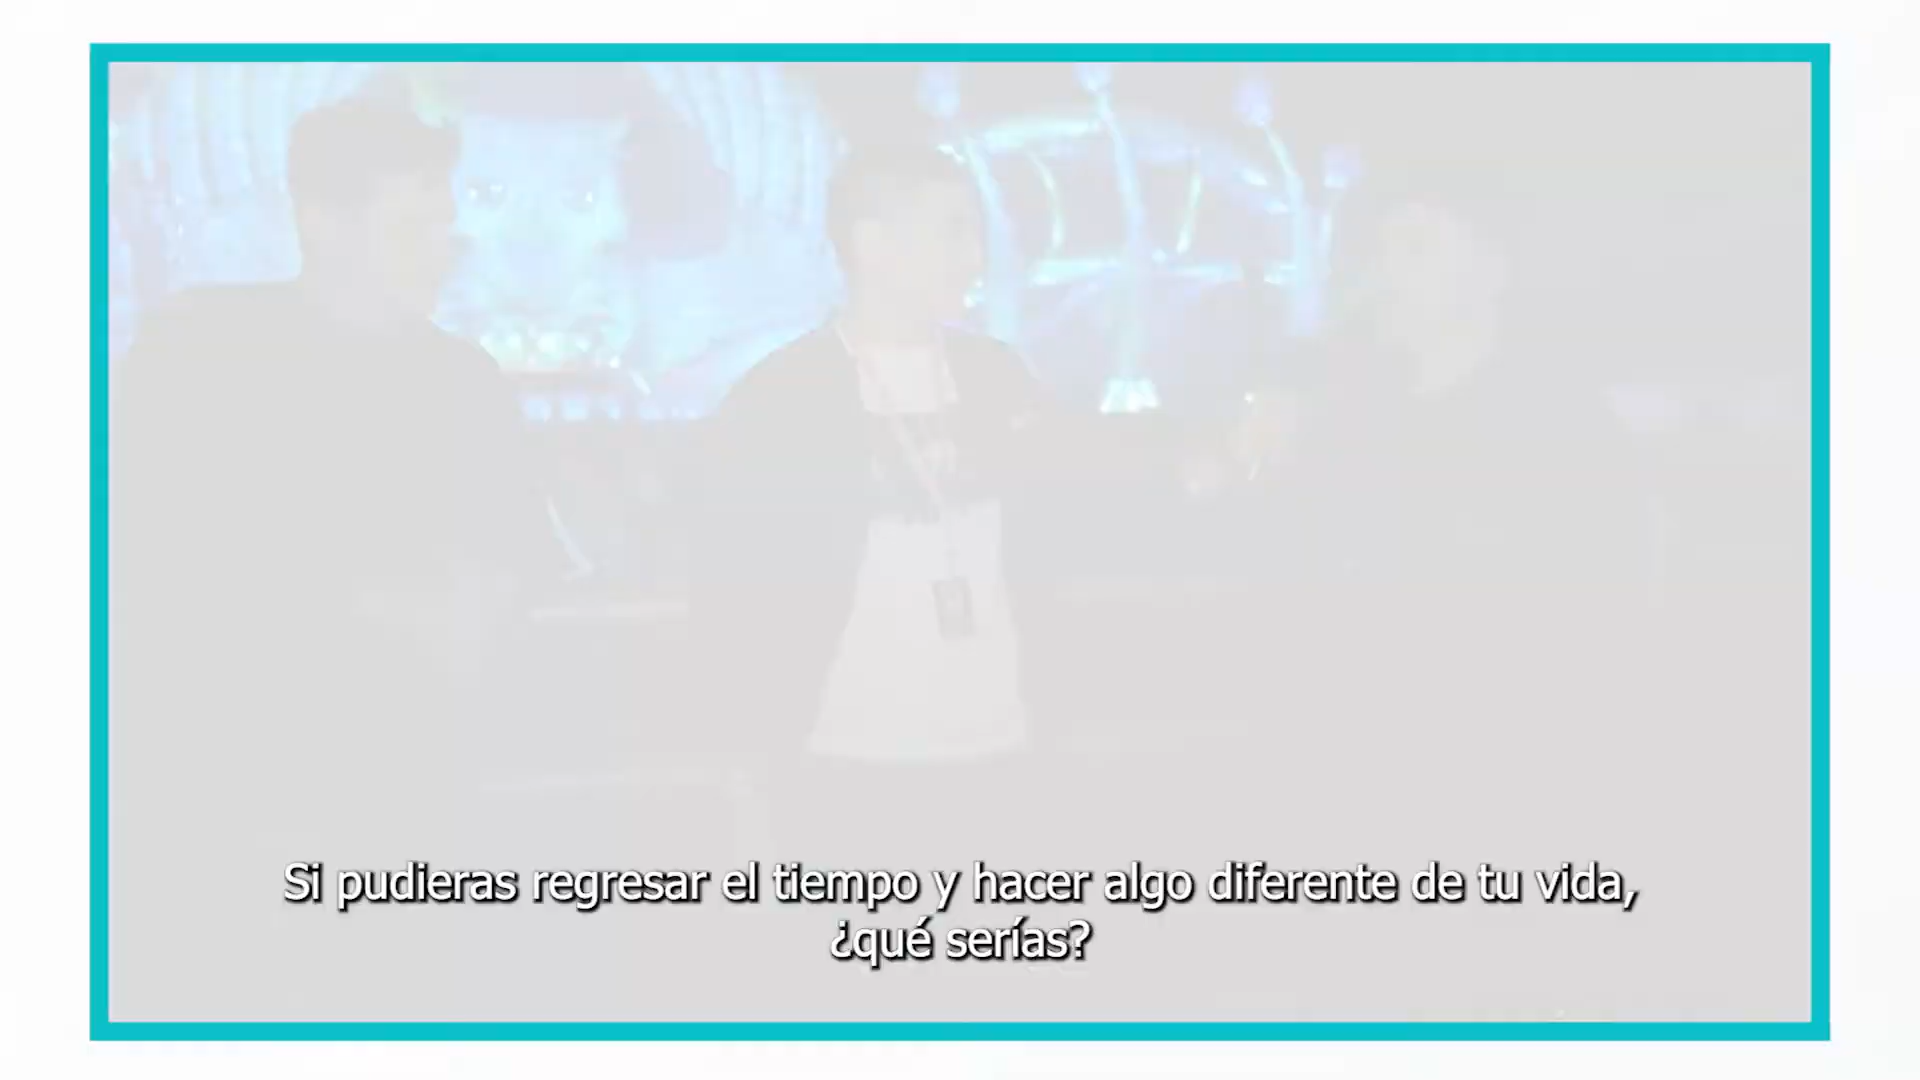 Si pudieras regresar el tiempo y hacer algo diferente de tu vida,
¿qué serías?